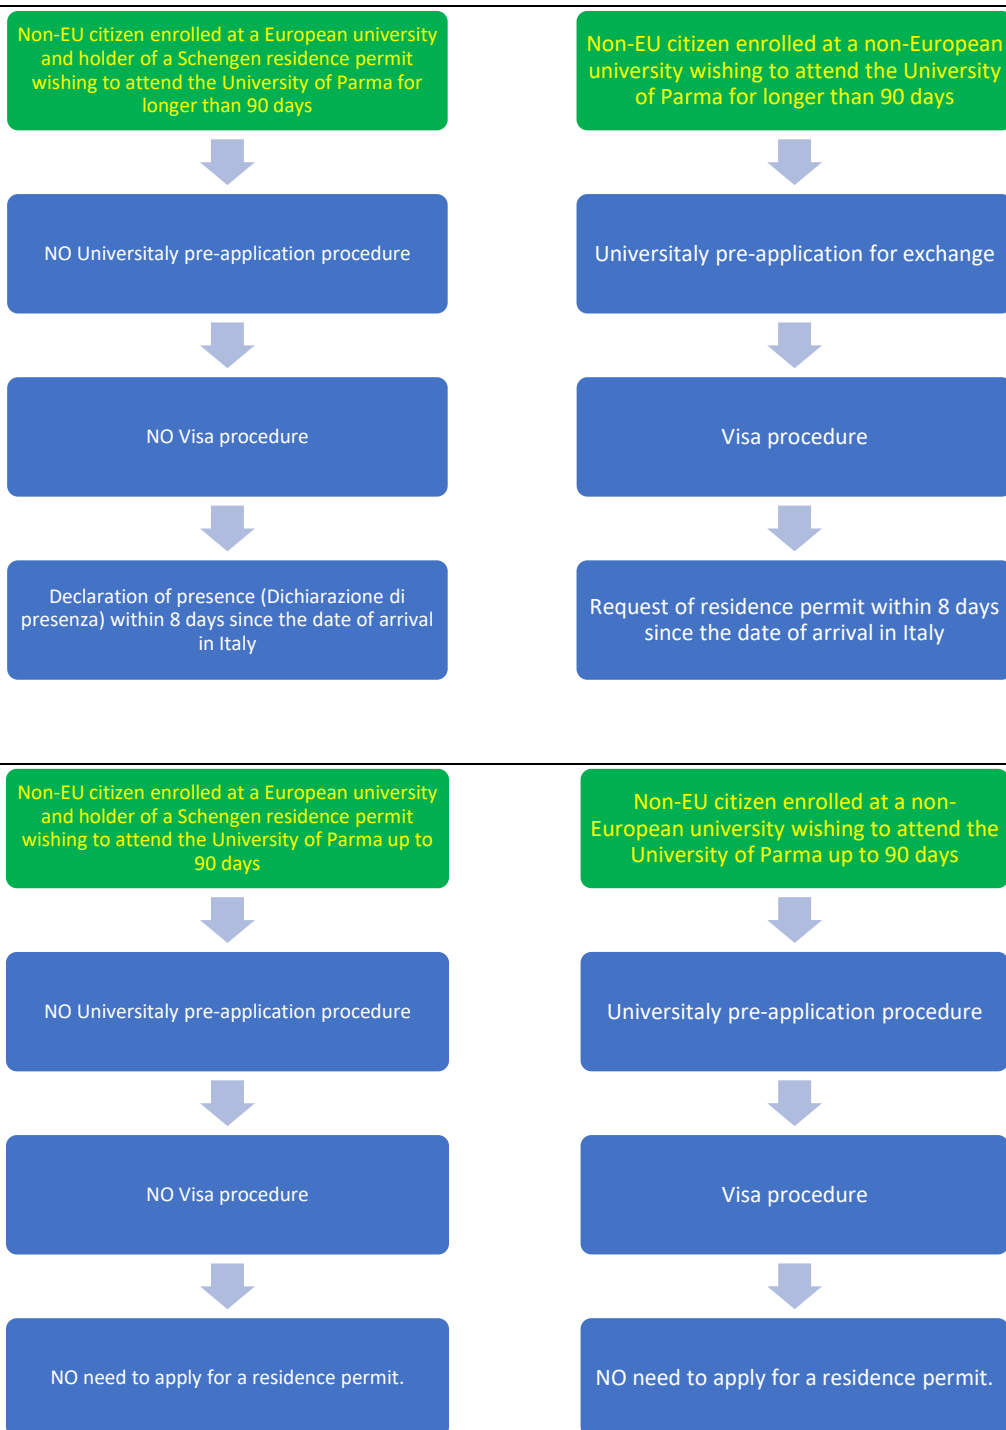 Non-EU citizen enrolled at a European university
and holder of a Schengen residence permit
wishing to attend the University of Parma for
longer than 90 days
NO Universitaly pre-application procedure
NO Visa procedure
Declaration of presence (Dichiarazione di
presenza) within 8 days since the date of arrival
in Italy
Non-EU citizen enrolled at a non-European
university wishing to attend the University
of Parma for longer than 90 days
Universitaly pre-application for exchange
Visa procedure
Request of residence permit within 8 days
since the date of arrival in Italy
Non-EU citizen enrolled at a European university
and holder of a Schengen residence permit
wishing to attend the University of Parma up to
90 days
NO Universitaly pre-application procedure
NO Visa procedure
NO need to apply for a residence permit.
Non-EU citizen enrolled at a non-
European university wishing to attend the
University of Parma up to 90 days
Universitaly pre-application procedure
Visa procedure
NO need to apply for a residence permit.